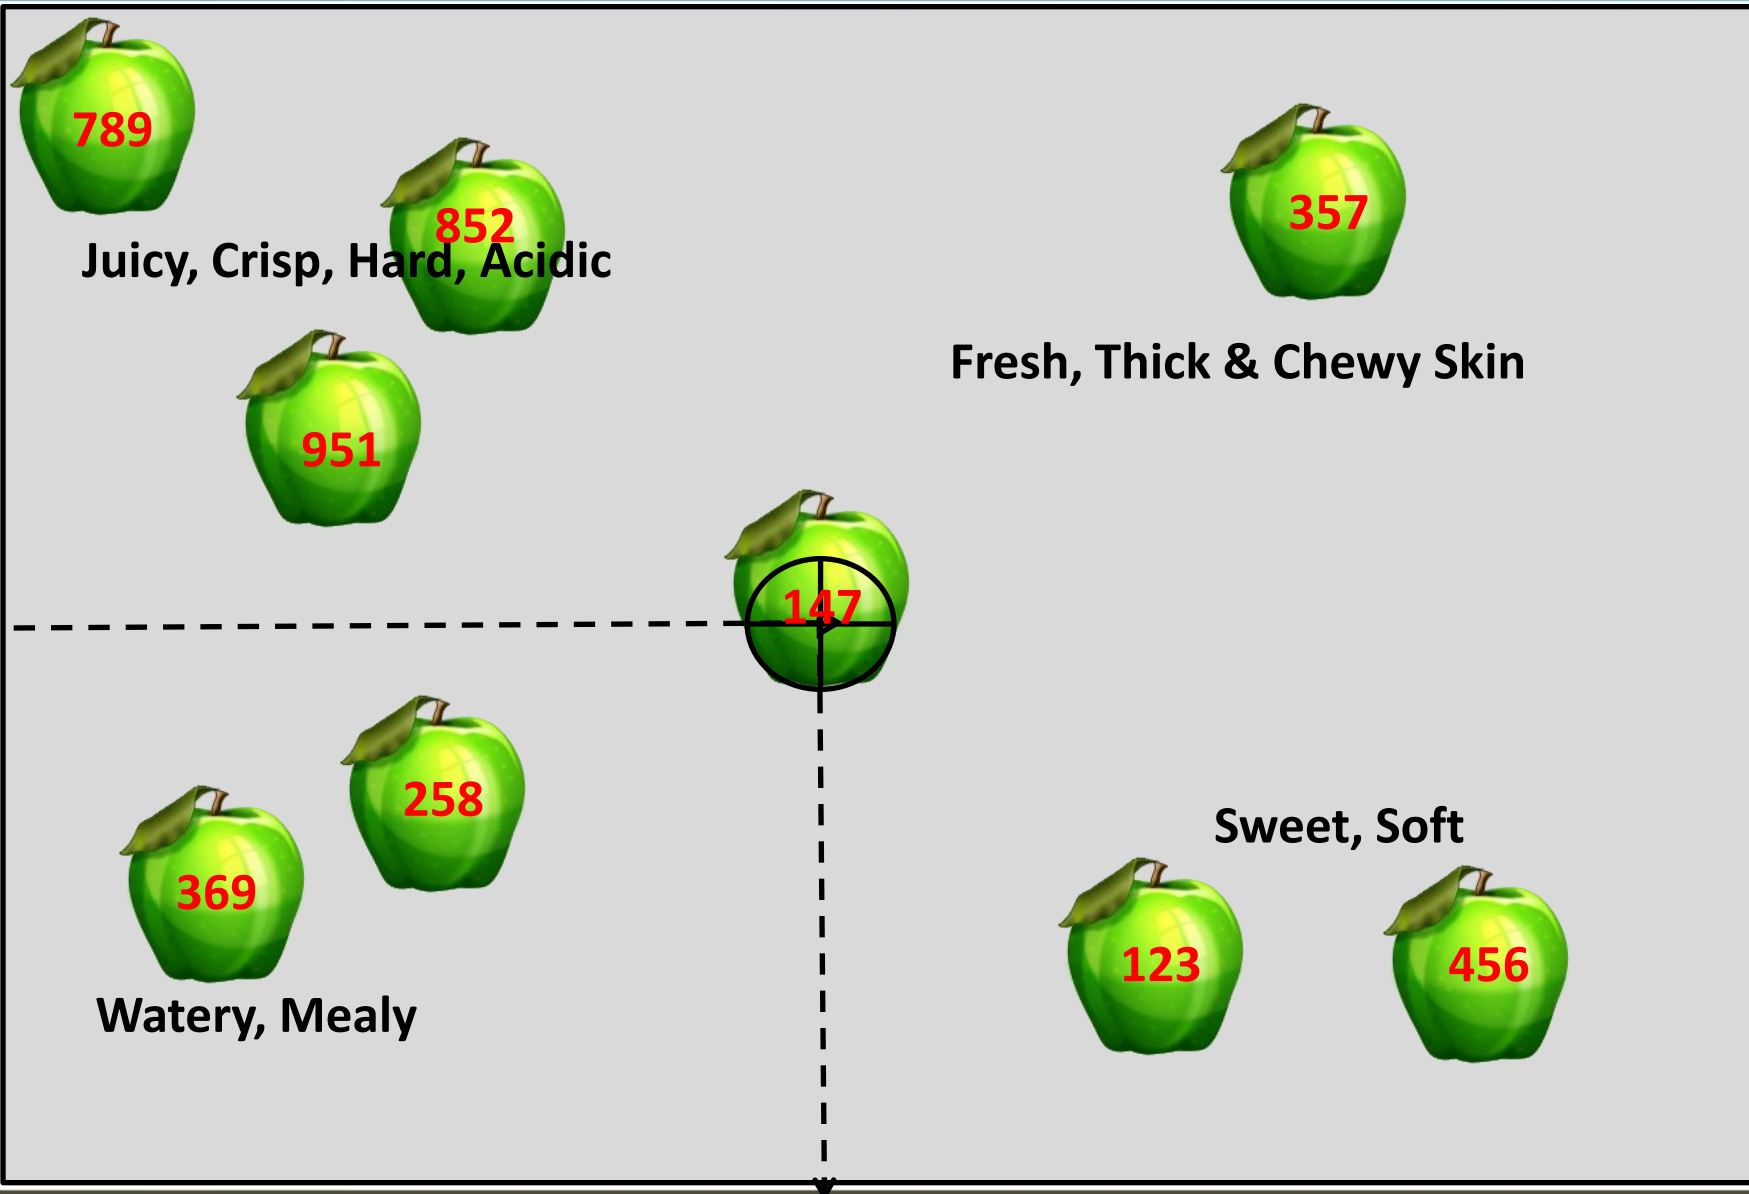 789
852
357
Juicy, Crisp, Hard, Acidic
Fresh, Thick & Chewy Skin
951
147
258
369
Sweet, Soft
123
456
Watery, Mealy